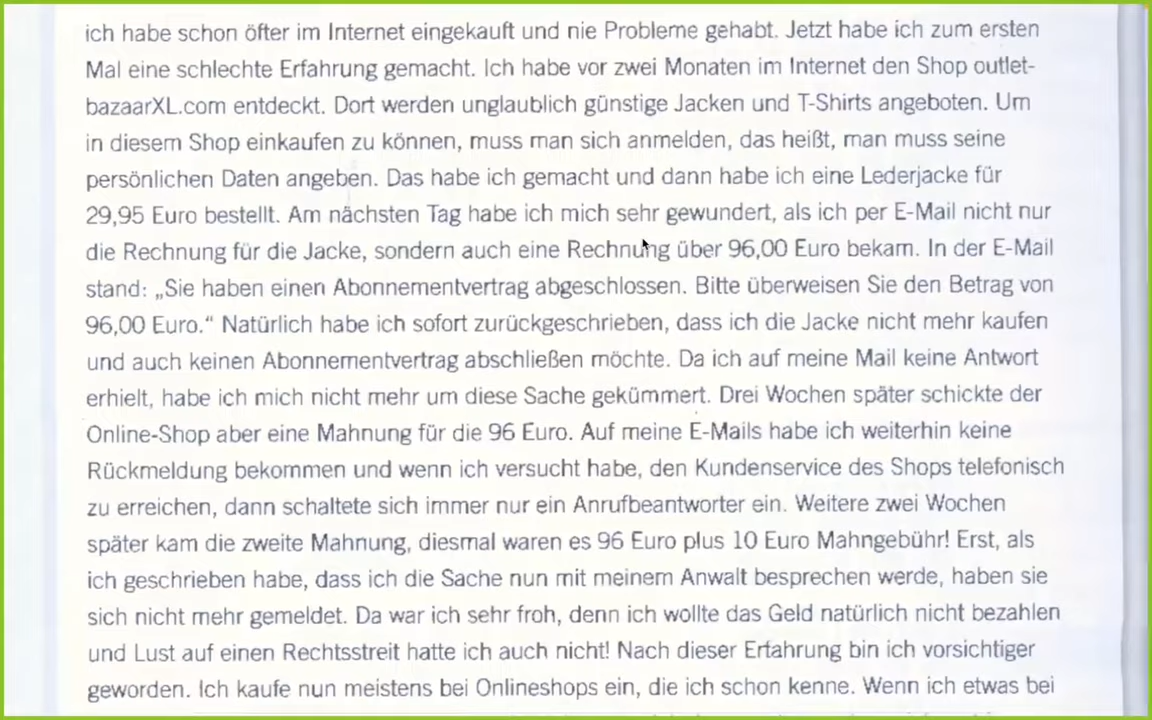 ich habe schon öfter im Internet eingekauft und nie Probleme gehabt. Jetzt habe ich zum ersten
Mal eine schlechte Erfahrung gemacht. Ich habe vor zwei Monaten im Internet den Shop outlet-
bazaarXL.com entdeckt. Dort werden unglaublich günstige Jacken und T-Shirts angeboten. Um
in diesem Shop einkaufen zu können, muss man sich anmelden, das heißt, man muss seine
persönlichen Daten angeben. Das habe ich gemacht und dann habe ich eine Lederjacke für
29,95 Euro bestellt. Am nächsten Tag habe ich mich sehr gewundert, als ich per E-Mail nicht nur
die Rechnung für die Jacke, sondern auch eine Rechnung über 96,00 Euro bekam. In der E-Mail
stand: „Sie haben einen Abonnementvertrag abgeschlossen. Bitte überweisen Sie den Betrag von
96,00 Euro.“ Natürlich habe ich sofort zurückgeschrieben, dass ich die Jacke nicht mehr kaufen
und auch keinen Abonnementvertrag abschließen möchte. Da ich auf meine Mail keine Antwort
erhielt, habe ich mich nicht mehr um diese Sache gekümmert. Drei Wochen später schickte der
Online-Shop aber eine Mahnung für die 96 Euro. Auf meine E-Mails habe ich weiterhin keine
Rückmeldung bekommen und wenn ich versucht habe, den Kundenservice des Shops telefonisch
zu erreichen, dann schaltete sich immer nur ein Anrufbeantworter ein. Weitere zwei Wochen
später kam die zweite Mahnung, diesmal waren es 96 Euro plus 10 Euro Mahngebühr! Erst, als
ich geschrieben habe, dass ich die Sache nun mit meinem Anwalt besprechen werde, haben sie
sich nicht mehr gemeldet. Da war ich sehr froh, denn ich wollte das Geld natürlich nicht bezahlen
und Lust auf einen Rechtsstreit hatte ich auch nicht! Nach dieser Erfahrung bin ich vorsichtiger
geworden. Ich kaufe nun meistens bei Onlineshops ein, die ich schon kenne. Wenn ich etwas bei